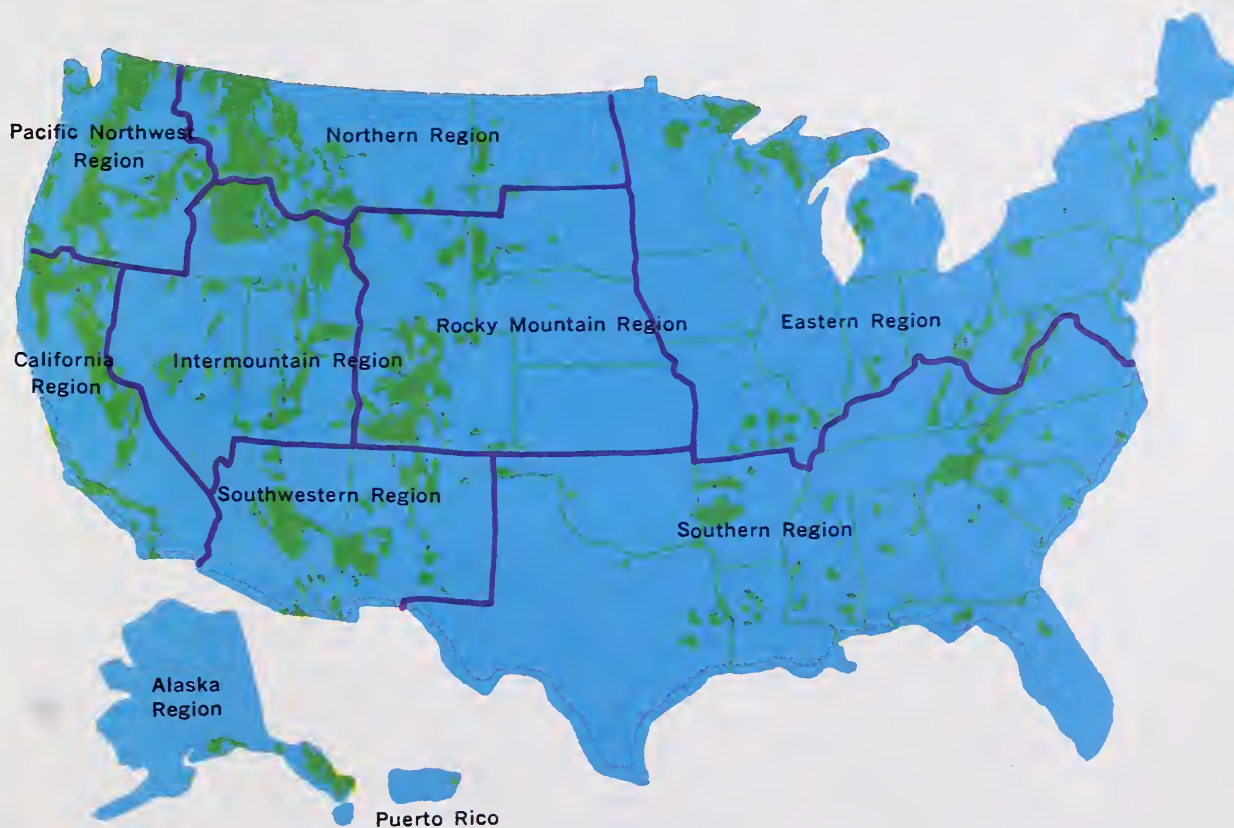 Pacific Northwest
Region
Northern Region
Rocky Mountain Region
Eastern Region
California
Region
Intermountain Region
Southwestern Region
Southern Region
Alaska
Region
Puerto Rico